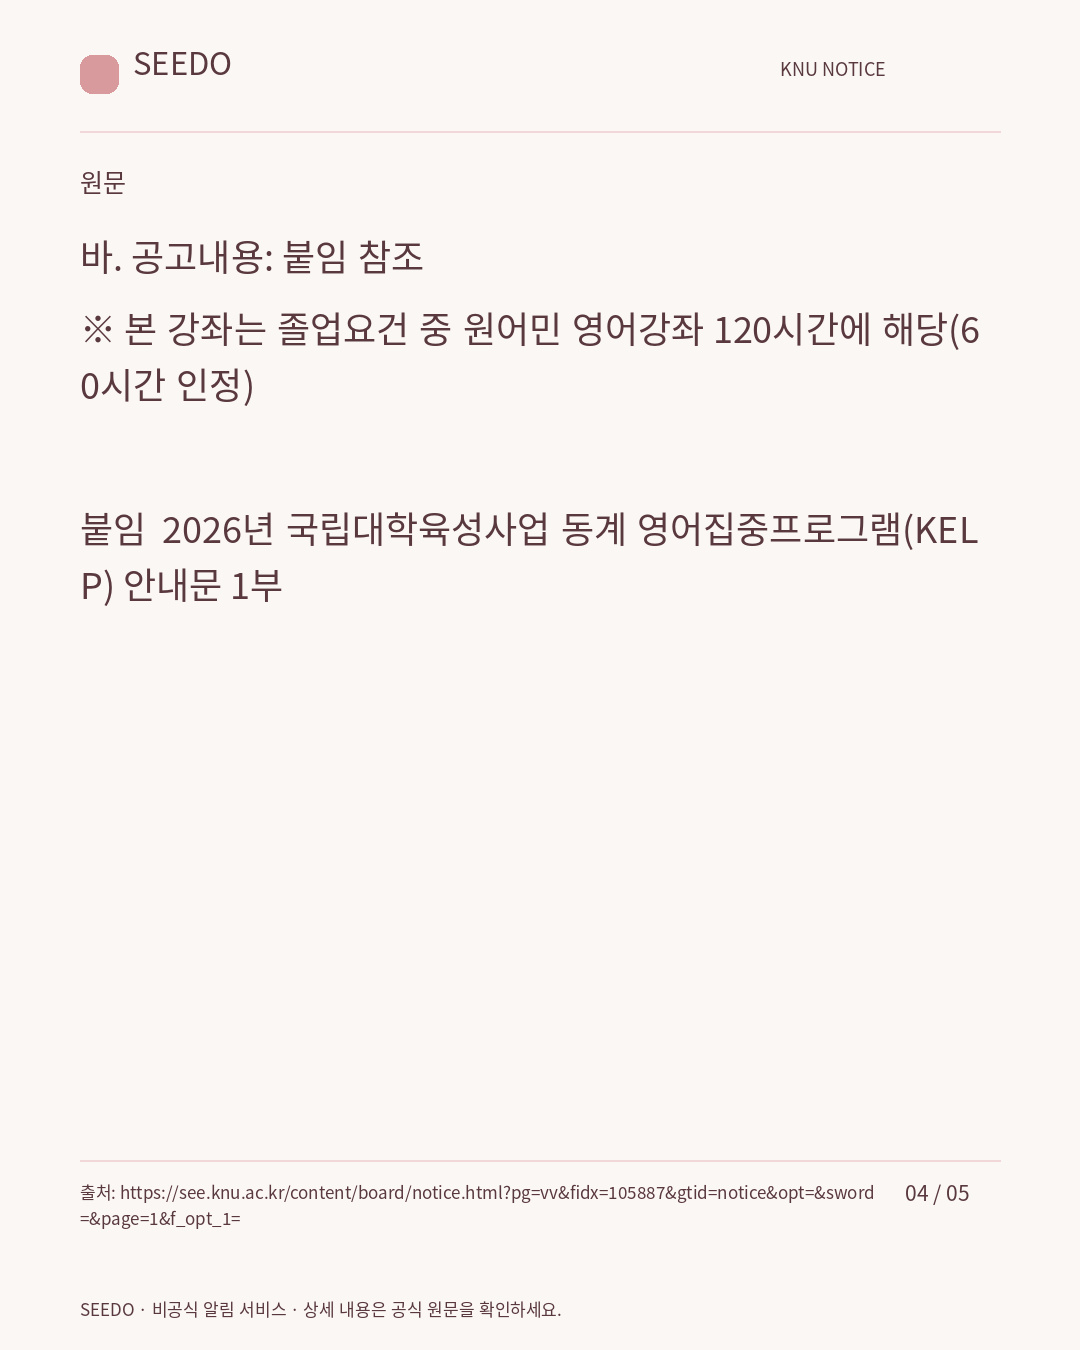 SEEDO
KNU NOTICE
원문
바. 공고내용: 붙임 참조
※ 본 강좌는 졸업요건 중 원어민 영어강좌 120시간에 해당(6
0시간 인정)
붙임  2026년 국립대학육성사업 동계 영어집중프로그램(KEL
P) 안내문 1부
출처: https://see.knu.ac.kr/content/board/notice.html?pg=vv&fidx=105887&gtid=notice&opt=&sword
=&page=1&f_opt_1=
04 / 05
SEEDO · 비공식 알림 서비스 · 상세 내용은 공식 원문을 확인하세요.